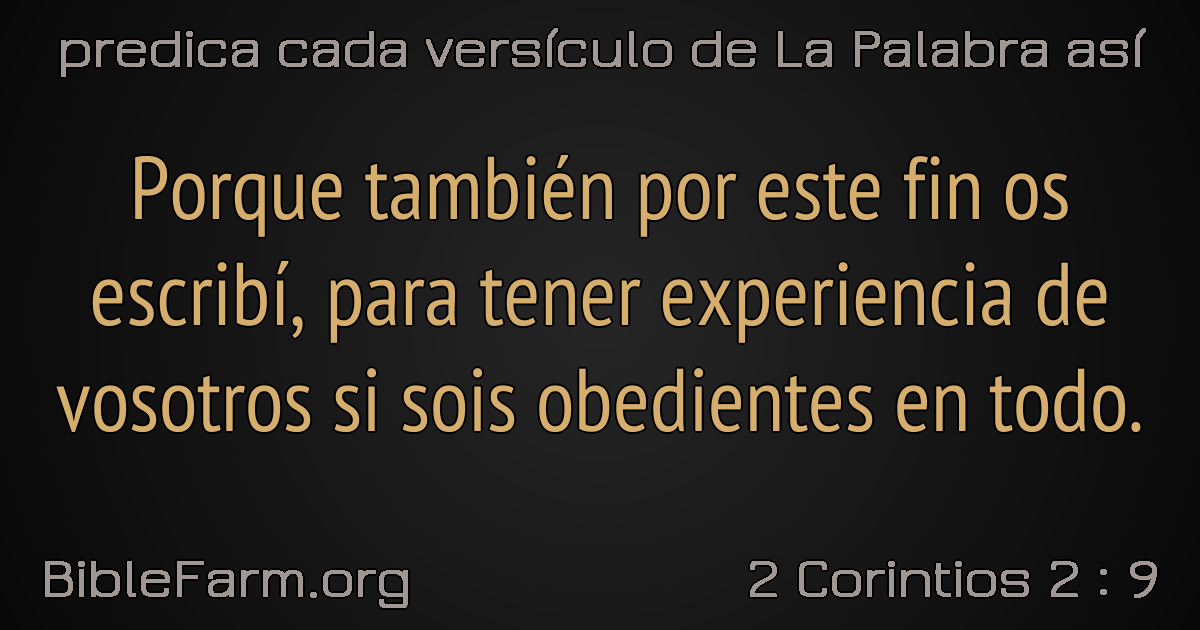 predica cada versículo de La Palabra así
Porque también por este fin os
escribí, para tener experiencia de
vosotros si sois obedientes en todo.
BibleFarm.org
2 Corintios 2 : 9